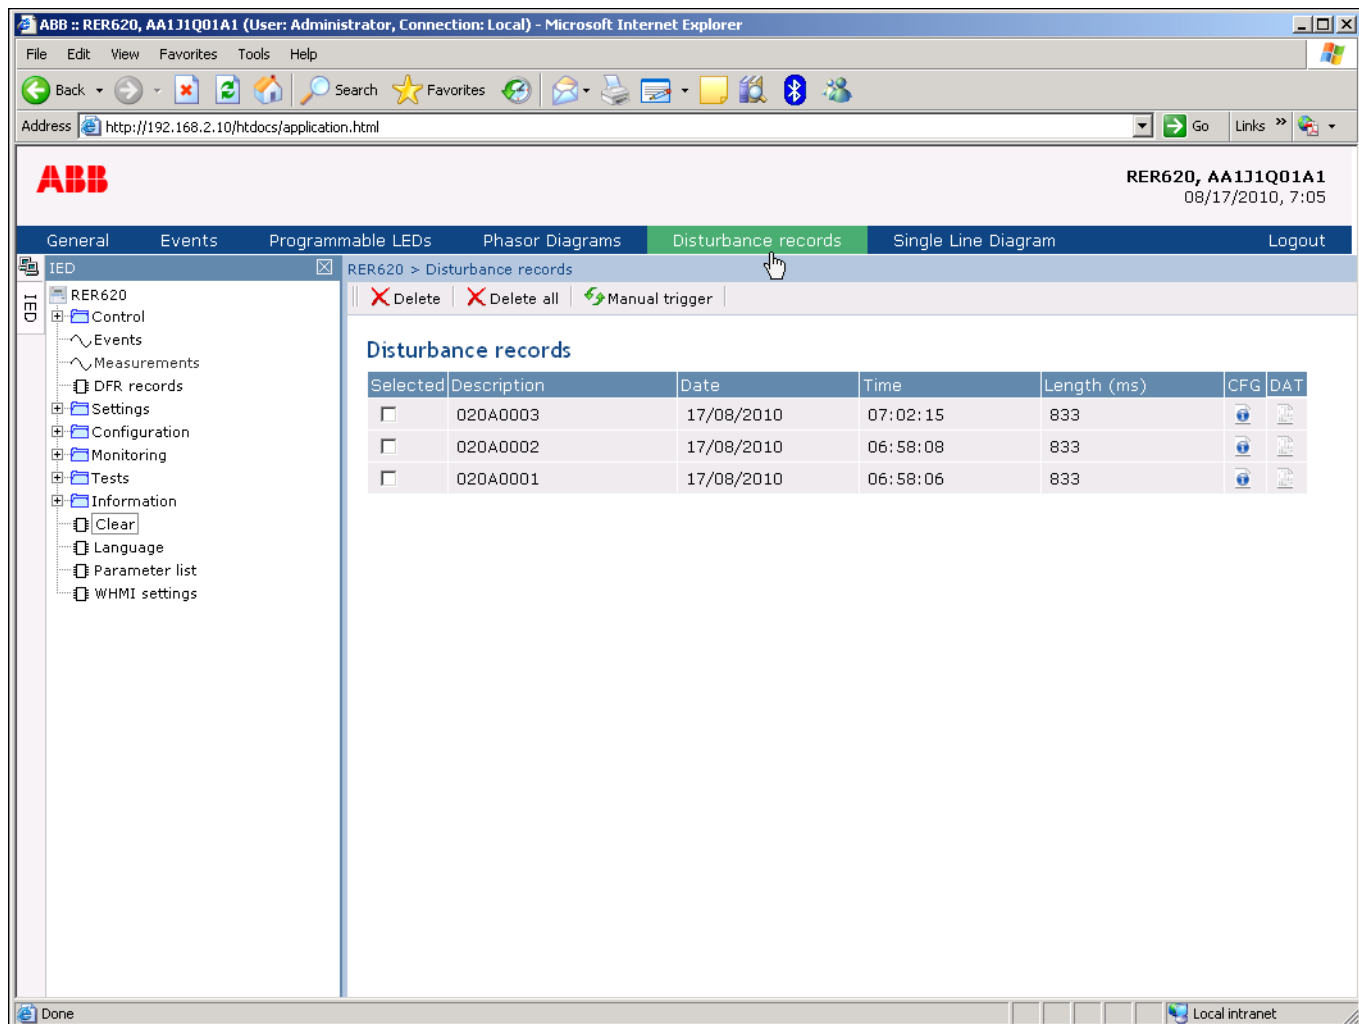 ABB :: RER620, AA1J1Q01A1 (User: Administrator, Connection: Local) - Microsoft Internet Explorer
File Edit View Favorites Tools Help
Back Search Favorites
Address http://192.168.2.10/htdocs/application.html Go Links »
ABB
RER620, AA1J1Q01A1
08/17/2010, 7:05
General Events Programmable LEDs Phasor Diagrams Disturbance records Single Line Diagram Logout
IED
IED
RER620
Control
Events
Measurements
DFR records
Settings
Configuration
Monitoring
Tests
Information
Clear
Language
Parameter list
WHMI settings
RER620 > Disturbance records
Delete Delete all Manual trigger
Disturbance records
Selected Description Date Time Length (ms) CFG DAT
020A0003 17/08/2010 07:02:15 833
020A0002 17/08/2010 06:58:08 833
020A0001 17/08/2010 06:58:06 833
Done Local intranet